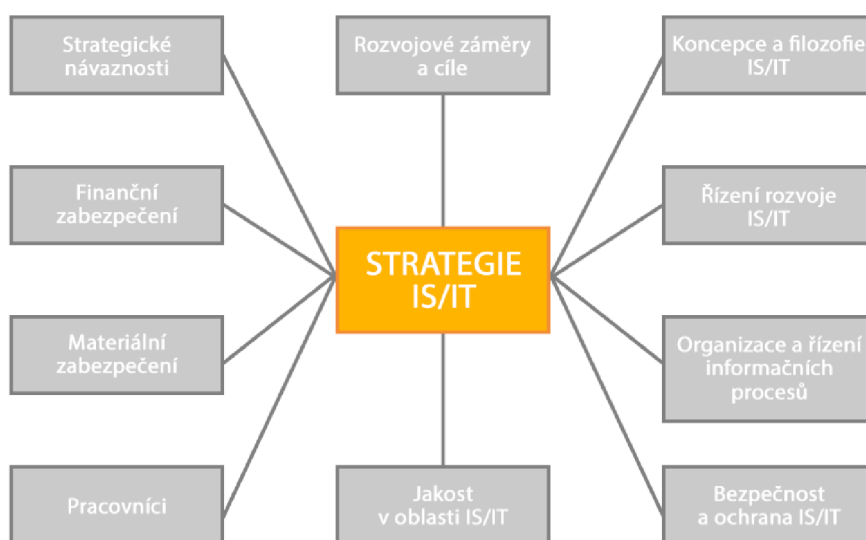 Strategické
návaznosti
Rozvojové záměry
a cíle
Koncepce a filozofie
IS/IT
Finanční
zabezpečení
Řízení rozvoje
IS/IT
STRATEGIE
IS/IT
Materiální
zabezpečení
Organizace a řízení
informačních
procesů
Pracovníci
Jakost
v oblasti IS/IT
Bezpečnost
a ochrana IS/IT